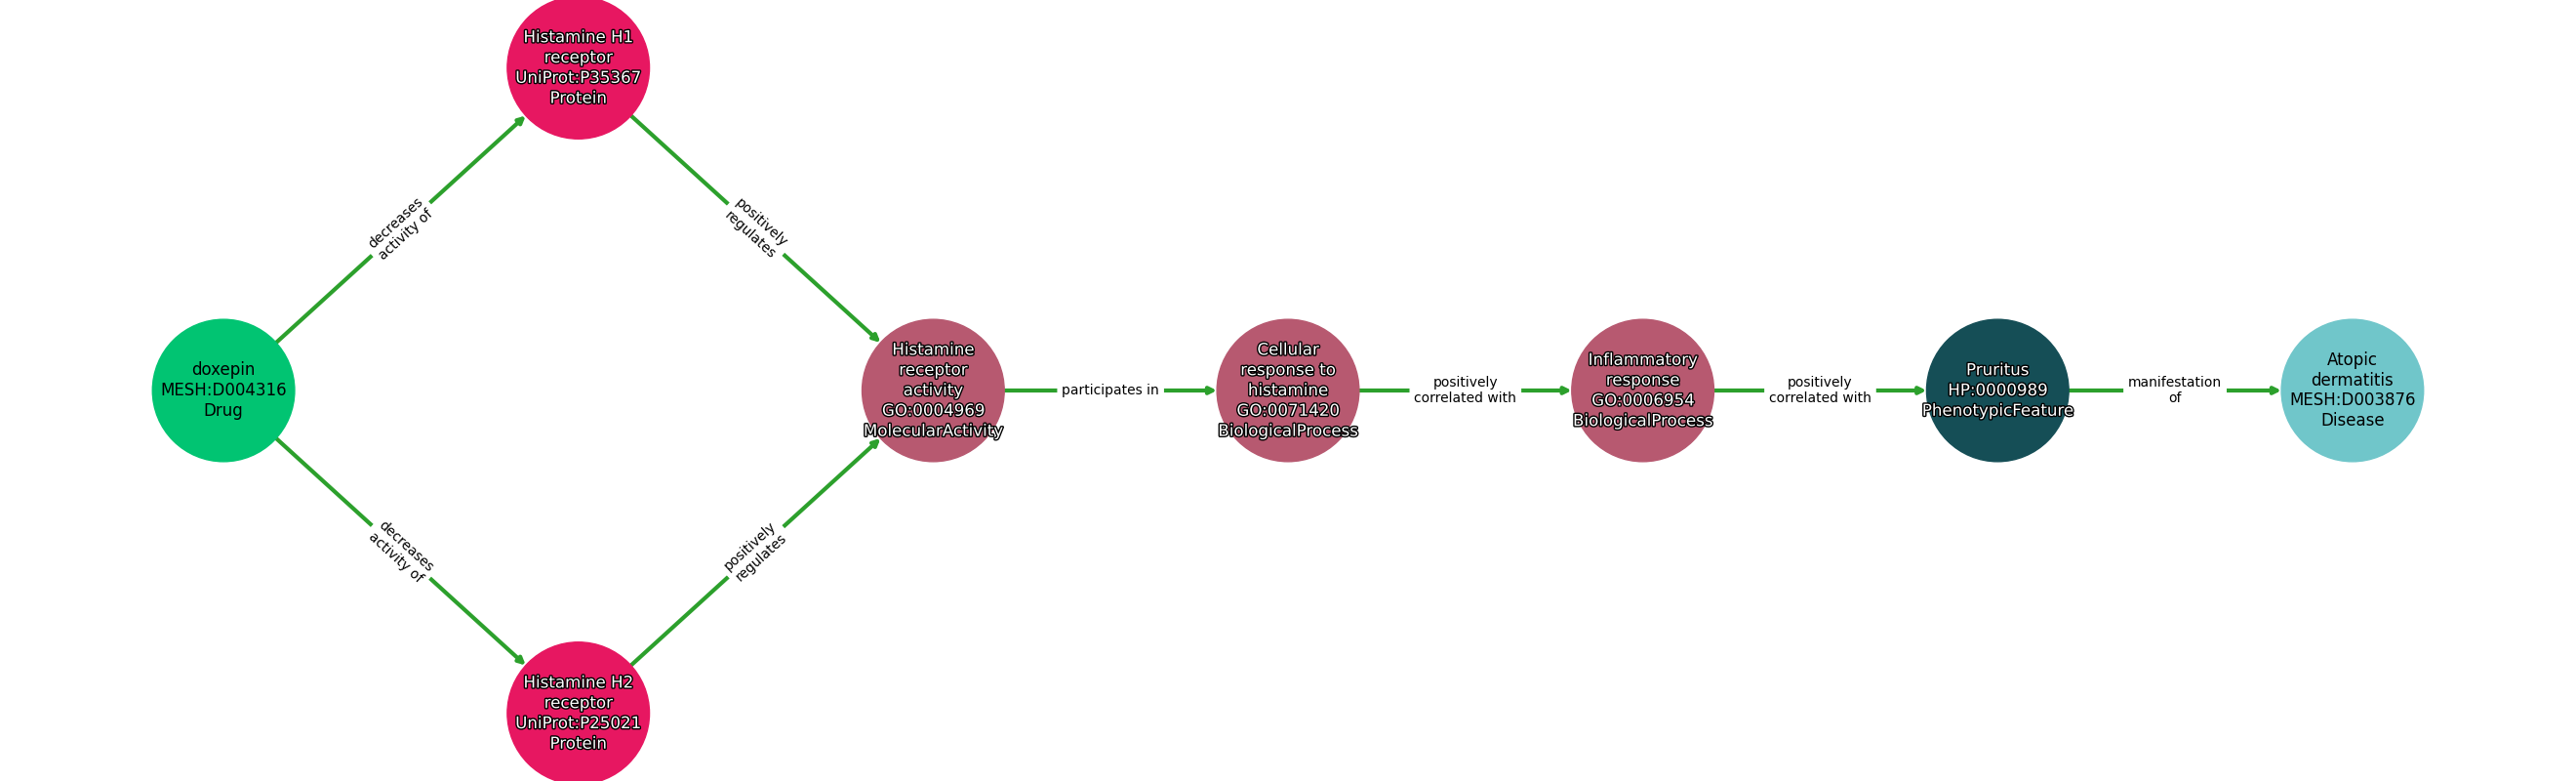 Histamine H1
receptor
UniProt:P35367
Protein
decreases
activity of
positively
regulates
doxepin
MESH:D004316
Drug
Histamine
receptor
activity
GO:0004969
MolecularActivity
participates in
Cellular
response to
histamine
GO:0071420
BiologicalProcess
positively
correlated with
Inflammatory
response
GO:0006954
BiologicalProcess
positively
correlated with
Pruritus
HP:0000989
PhenotypicFeature
manifestation
of
Atopic
dermatitis
MESH:D003876
Disease
decreases
activity of
positively
regulates
Histamine H2
receptor
UniProt:P25021
Protein